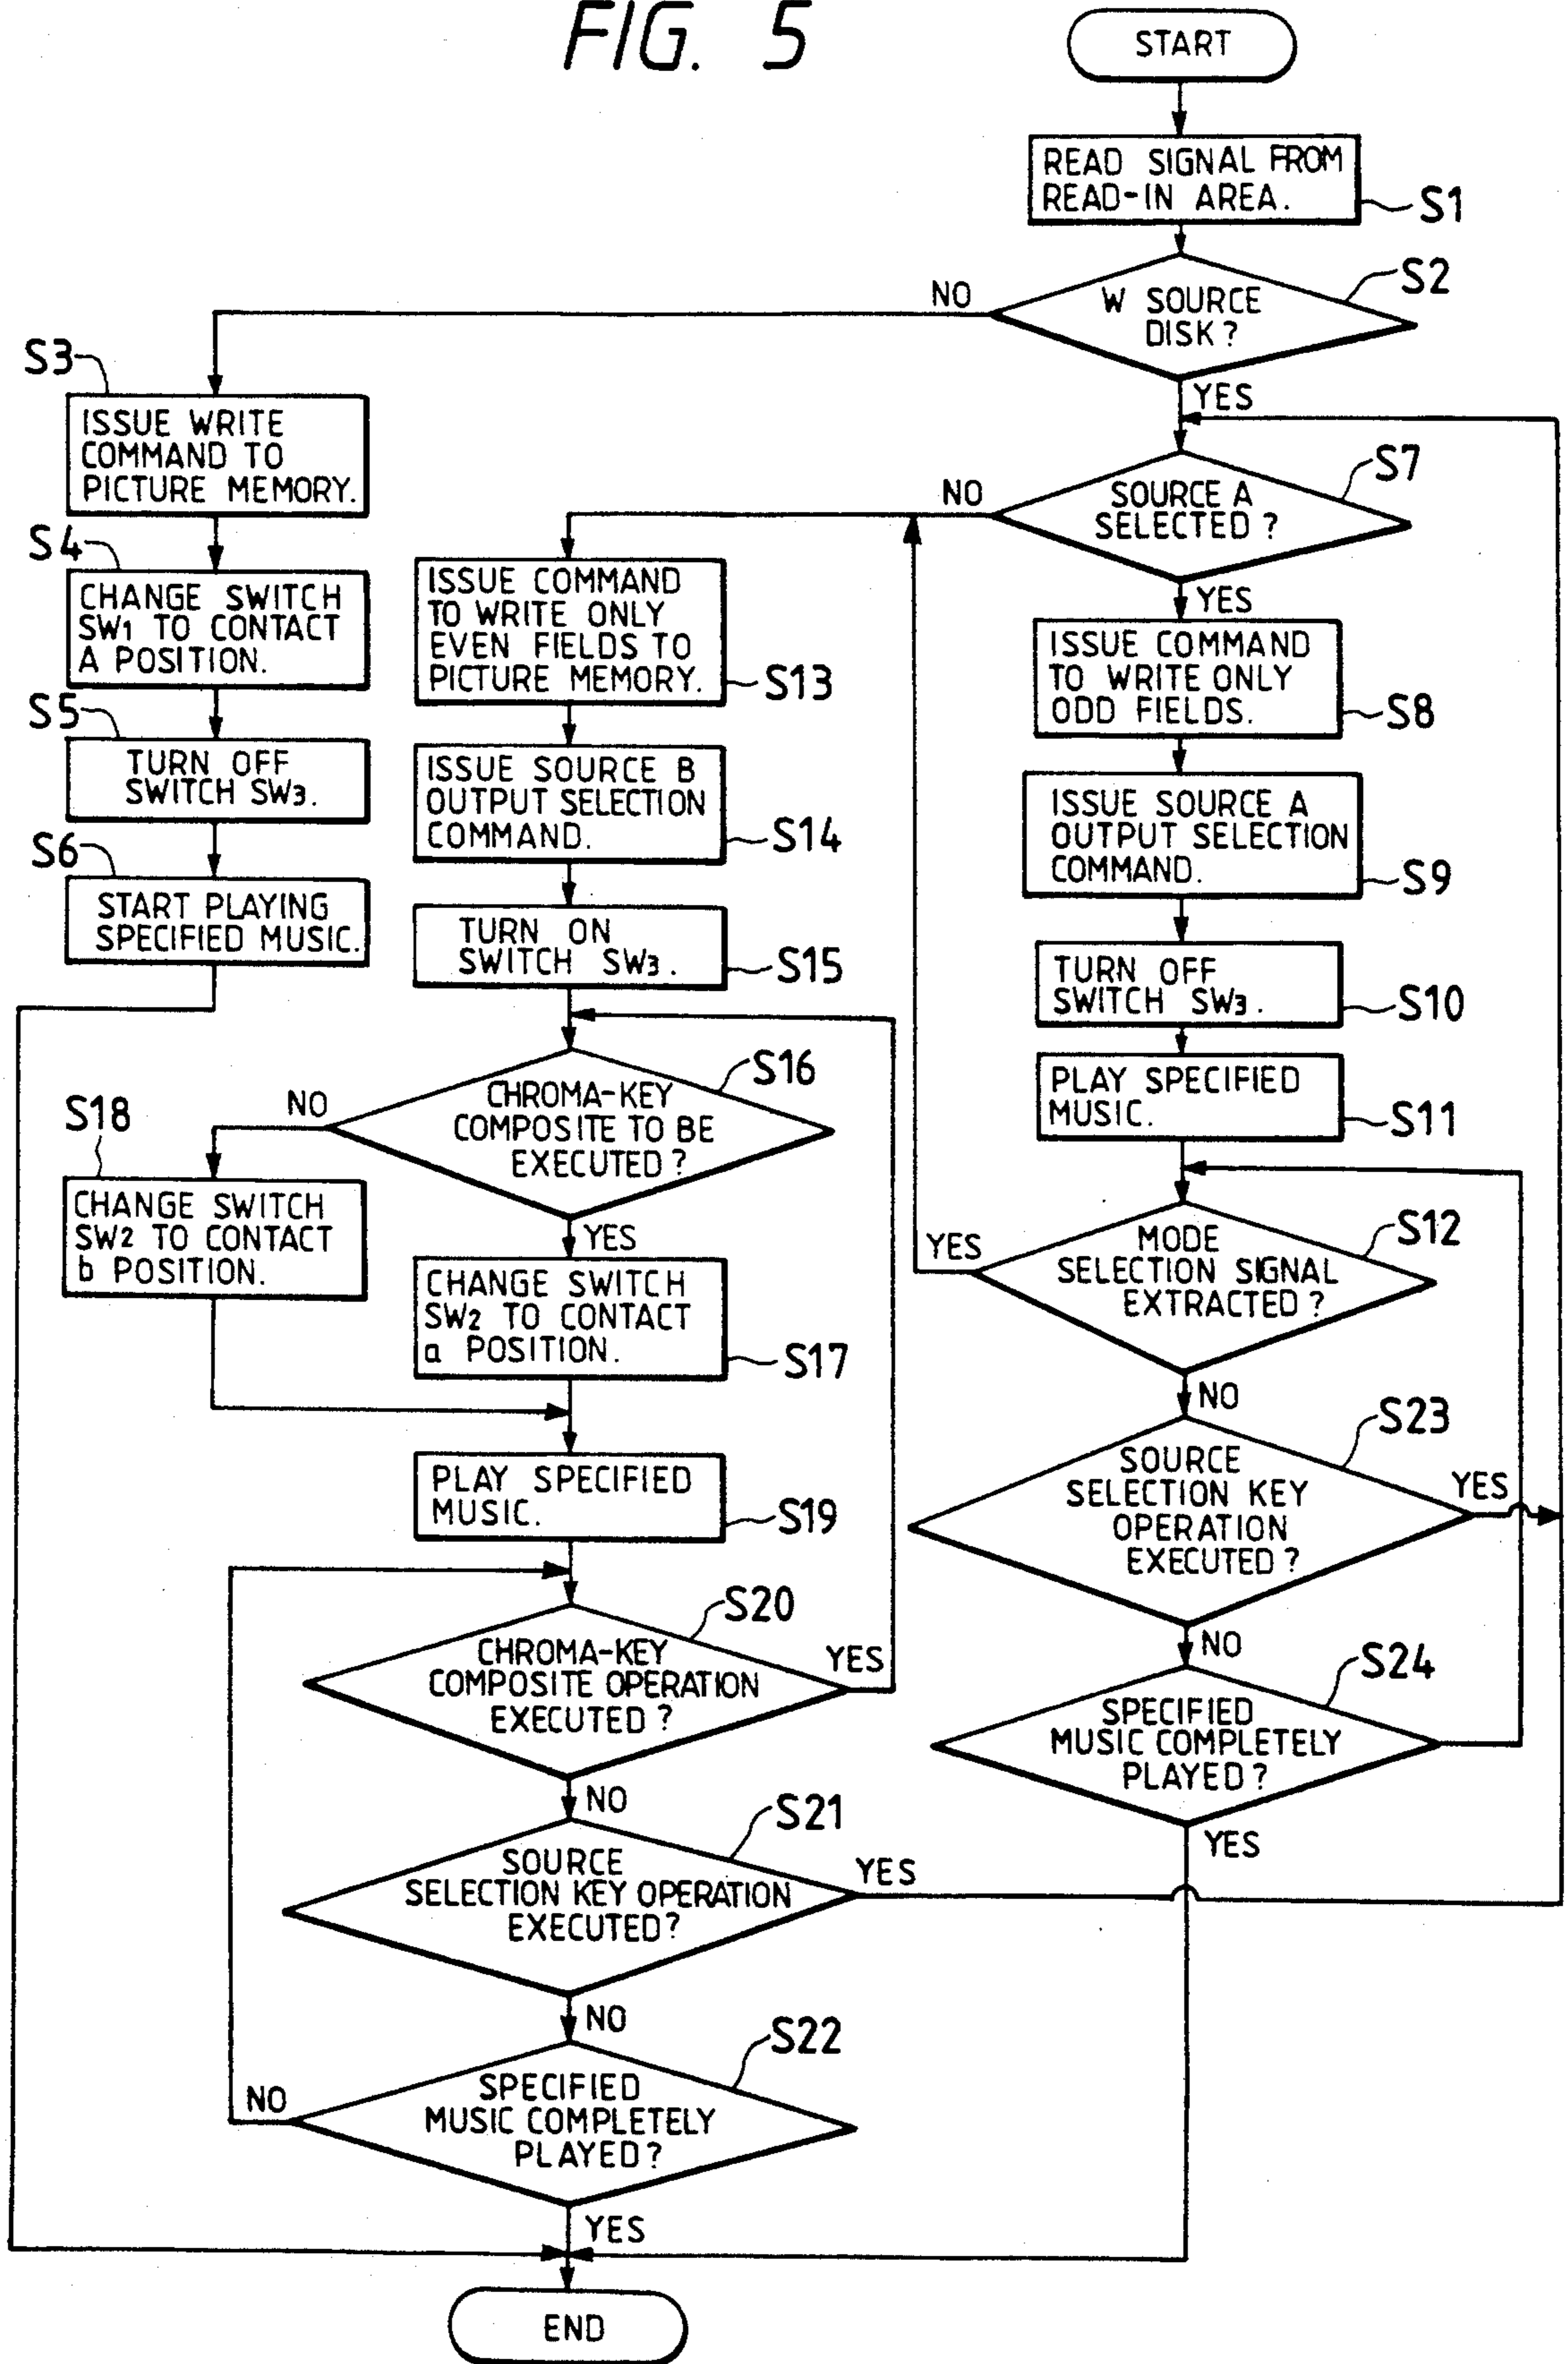 FIG. 5
START
READ SIGNAL FROM
READ-IN AREA.
S1
S2
W SOURCE
DISK?
NO
YES
S3
ISSUE WRITE
COMMAND TO
PICTURE MEMORY.
S4
CHANGE SWITCH
SW1 TO CONTACT
A POSITION.
S5
TURN OFF
SWITCH SW3.
S6
START PLAYING
SPECIFIED MUSIC.
S7
SOURCE A
SELECTED?
NO
YES
ISSUE COMMAND
TO WRITE ONLY
EVEN FIELDS TO
PICTURE MEMORY.
S13
ISSUE SOURCE B
OUTPUT SELECTION
COMMAND.
S14
TURN ON
SWITCH SW3.
S15
S16
CHROMA-KEY
COMPOSITE TO BE
EXECUTED?
NO
YES
S18
CHANGE SWITCH
SW2 TO CONTACT
b POSITION.
CHANGE SWITCH
SW2 TO CONTACT
a POSITION.
S17
PLAY SPECIFIED
MUSIC.
S19
S20
CHROMA-KEY
COMPOSITE OPERATION
EXECUTED?
YES
NO
S21
SOURCE
SELECTION KEY OPERATION
EXECUTED?
YES
NO
S22
SPECIFIED
MUSIC COMPLETELY
PLAYED?
NO
YES
ISSUE COMMAND
TO WRITE ONLY
ODD FIELDS.
S8
ISSUE SOURCE A
OUTPUT SELECTION
COMMAND.
S9
TURN OFF
SWITCH SW3.
S10
PLAY SPECIFIED
MUSIC.
S11
S12
MODE
SELECTION SIGNAL
EXTRACTED?
YES
NO
S23
SOURCE
SELECTION KEY
OPERATION
EXECUTED?
YES
NO
S24
SPECIFIED
MUSIC COMPLETELY
PLAYED?
YES
END